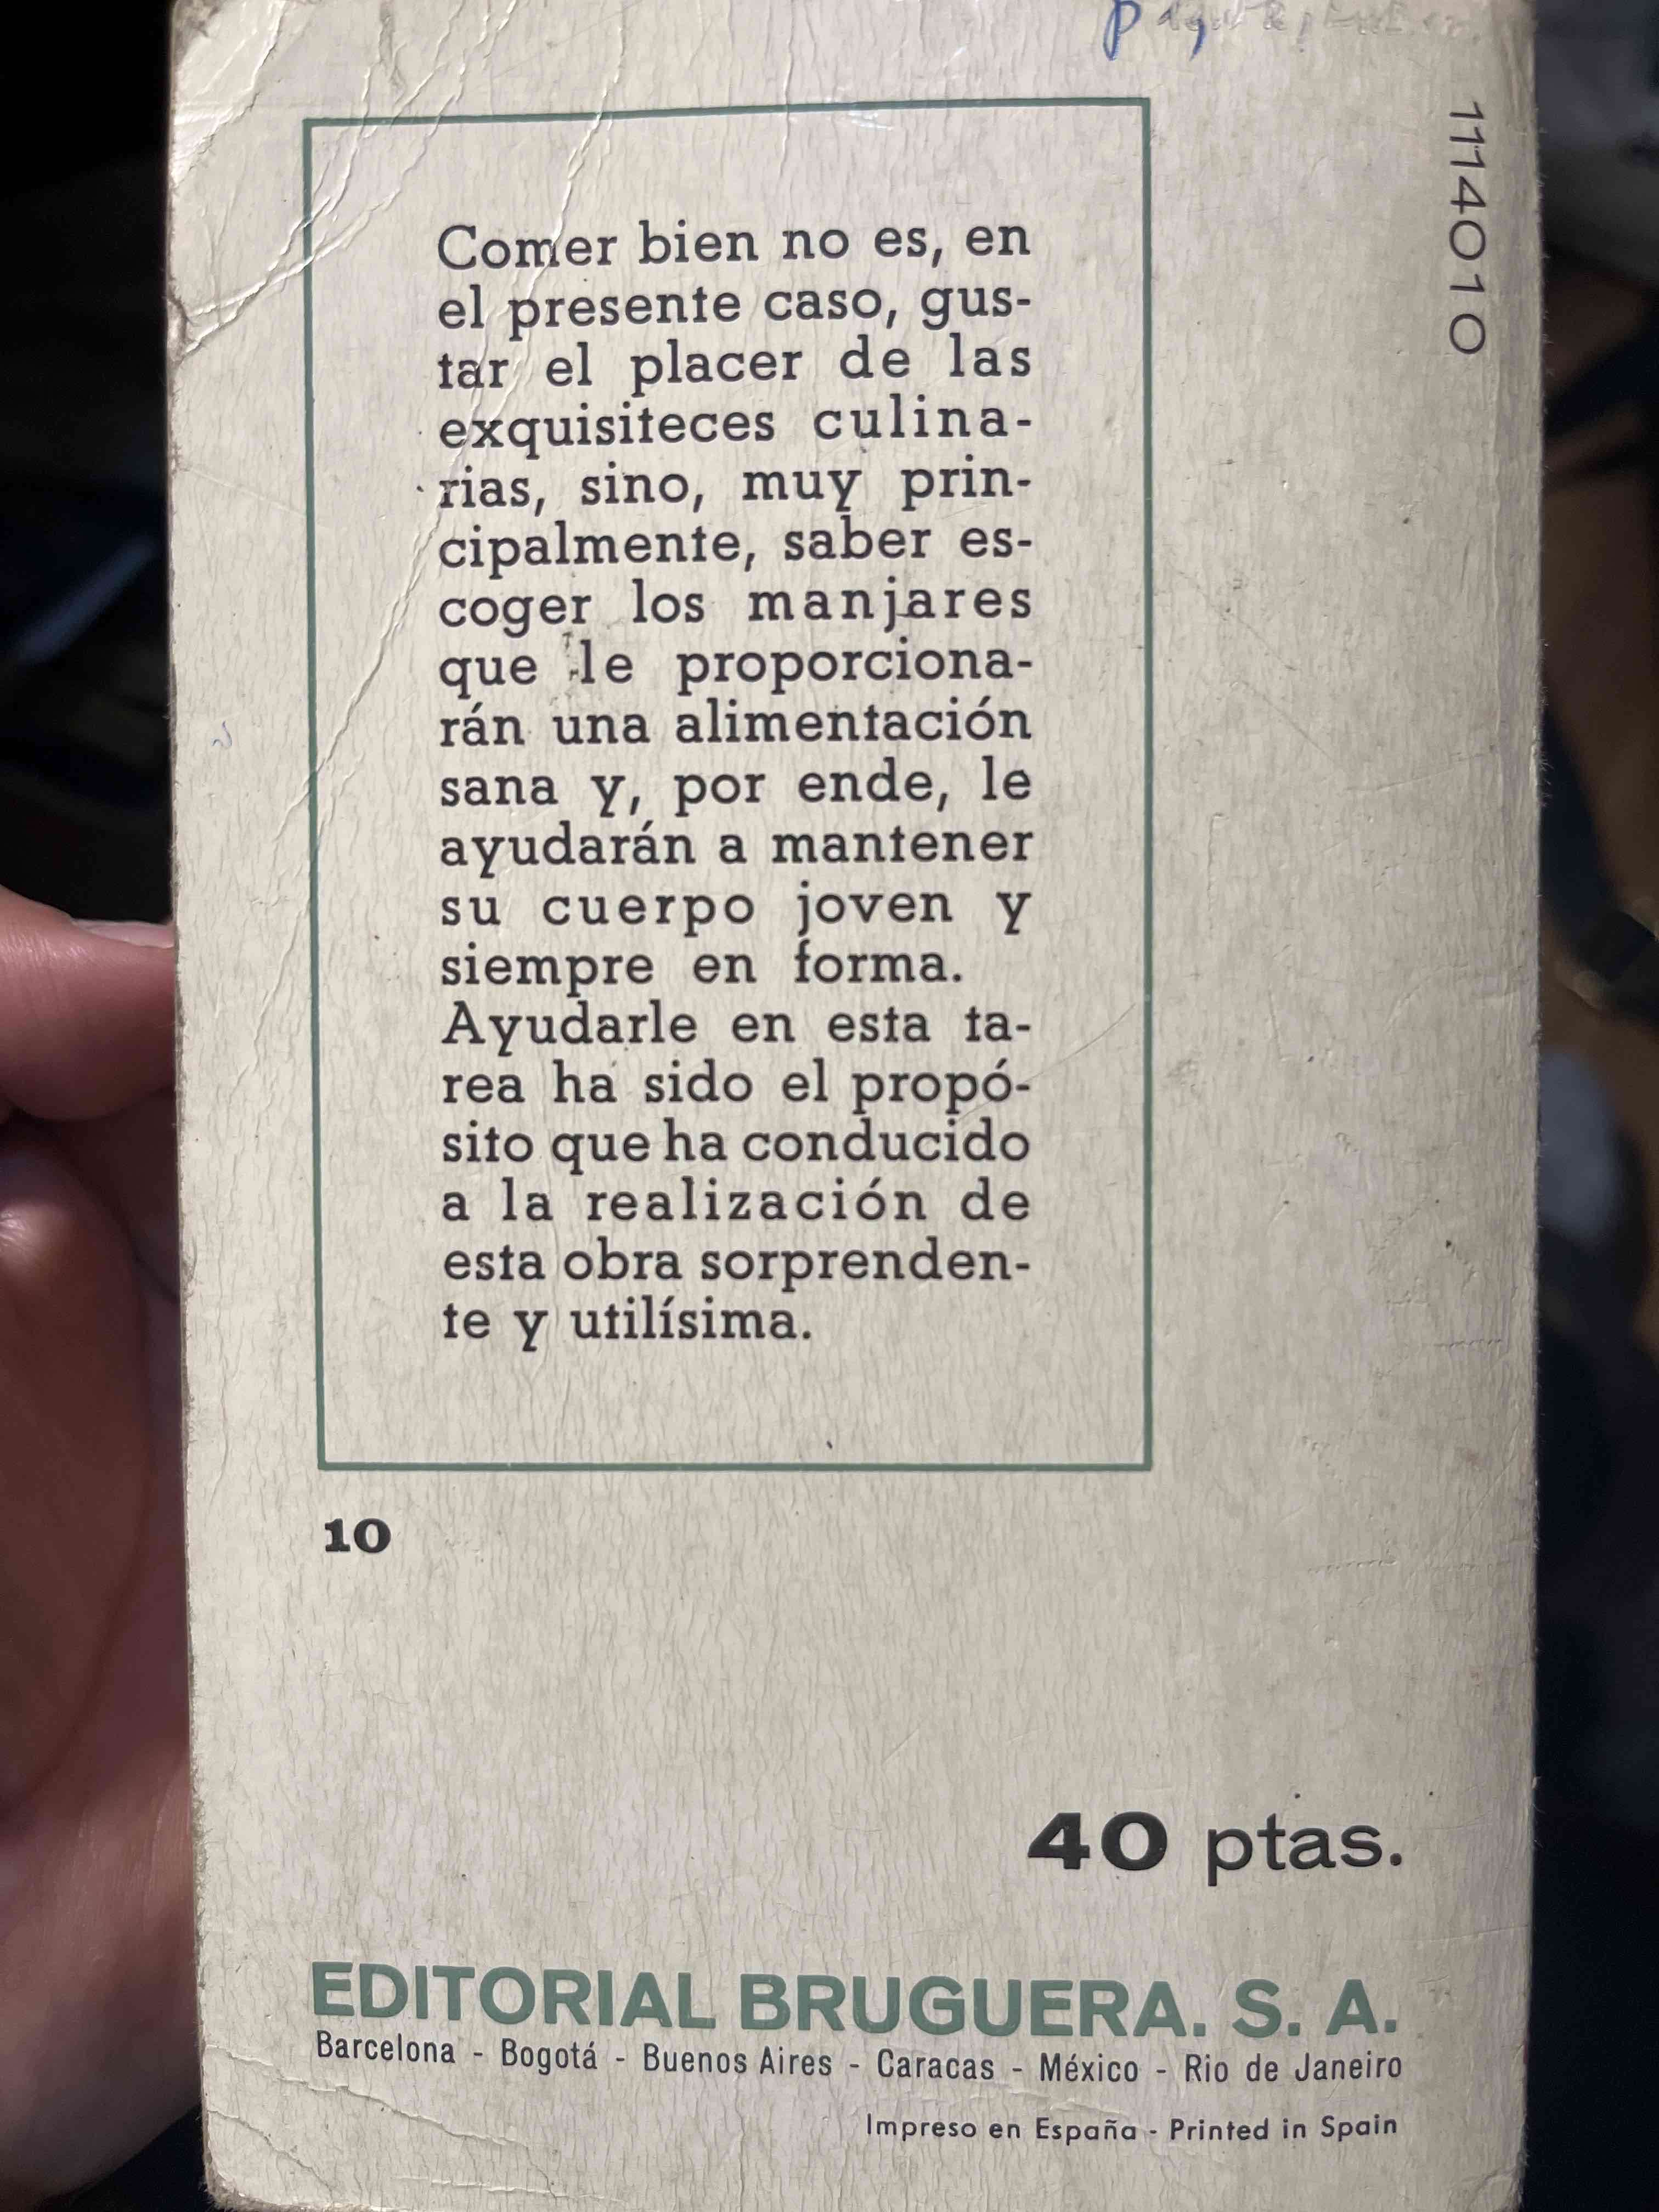 1114010
Comer bien no es, en
el presente caso, gus-
tar el placer de las
exquisiteces culina-
rias, sino, muy prin-
cipalmente, saber es-
coger los manjares
que le proporciona-
rán una alimentación
sana y, por ende, le
ayudarán a mantener
su cuerpo joven y
siempre en forma.
Ayudarle en esta ta-
rea ha sido el propó-
sito que ha conducido
a la realización de
esta obra sorprenden-
te y utilísima.
10
40 ptas.
EDITORIAL BRUGUERA. S. A.
Barcelona - Bogotá - Buenos Aires - Caracas - México - Rio de Janeiro
Impreso en España - Printed in Spain